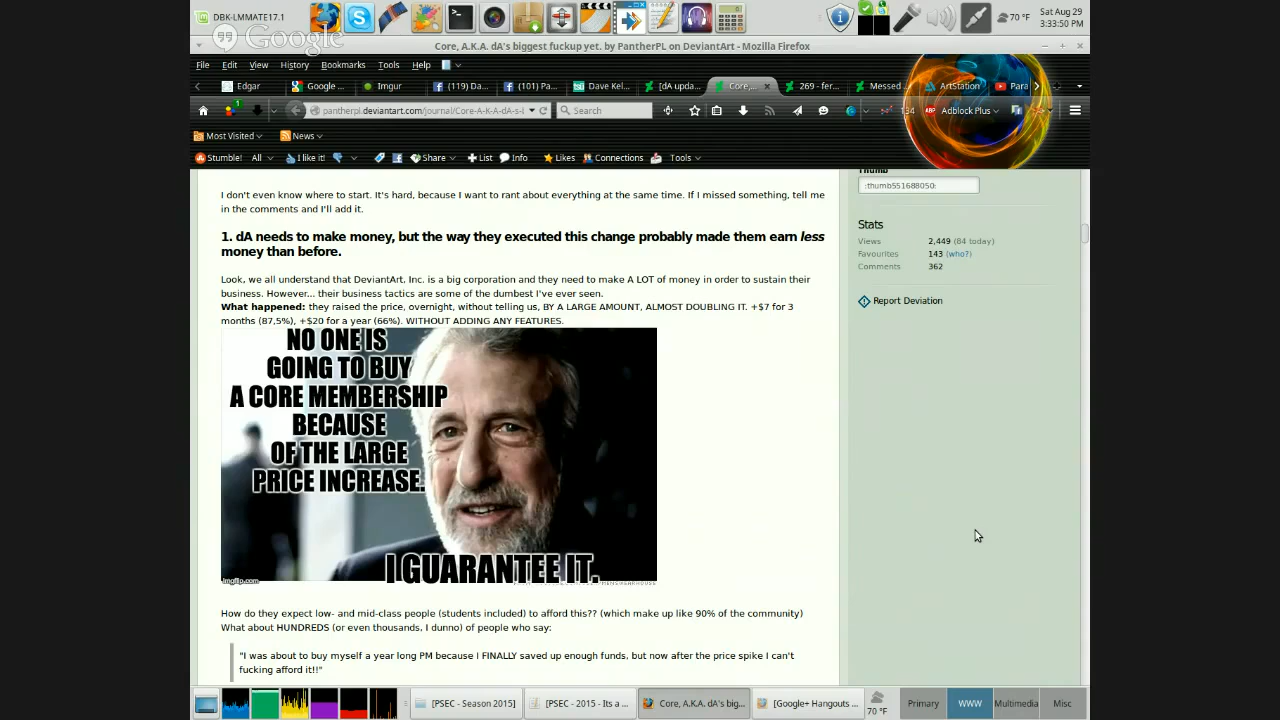 DBK-LMMATE17.1
Sat Aug 29
70 °F
3:33:50 PM
Google
Core, A.K.A. dA's biggest fuckup yet. by PantherPL on DeviantArt - Mozilla Firefox
File Edit View History Bookmarks Tools Help
Edgar
Google ...
Imgur
(119) Da...
(101) Pa...
Dave Kel...
[dA upda...
Core,...
269 - fer...
Messed
ArtStation
Para
pantherpl.deviantart.com/journal/Core-A-K-A-dA-s-
Search
134
Adblock Plus
Most Visited
News
Stumble! All I like it! Share List Info Likes Connections Tools
Thumb
:thumb551688050:
I don't even know where to start. It's hard, because I want to rant about everything at the same time. If I missed something, tell me
in the comments and I'll add it.
1. dA needs to make money, but the way they executed this change probably made them earn less
money than before.
Look, we all understand that DeviantArt, Inc. is a big corporation and they need to make A LOT of money in order to sustain their
business. However... their business tactics are some of the dumbest I've ever seen.
What happened: they raised the price, overnight, without telling us, BY A LARGE AMOUNT, ALMOST DOUBLING IT. +$7 for 3
months (87,5%), +$20 for a year (66%). WITHOUT ADDING ANY FEATURES.
NO ONE IS
GOING TO BUY
A CORE MEMBERSHIP
BECAUSE
OF THE LARGE
PRICE INCREASE.
I GUARANTEE IT.
imgflip.com
How do they expect low- and mid-class people (students included) to afford this?? (which make up like 90% of the community)
What about HUNDREDS (or even thousands, I dunno) of people who say:
"I was about to buy myself a year long PM because I FINALLY saved up enough funds, but now after the price spike I can't
fucking afford it!!"
Stats
Views 2,449 (84 today)
Favourites 143 (who?)
Comments 362
Report Deviation
[PSEC - Season 2015]
[PSEC - 2015 - Its a ...
Core, A.K.A. dA's big...
[Google+ Hangouts ...
70 °F
Primary
WWW
Multimedia
Misc